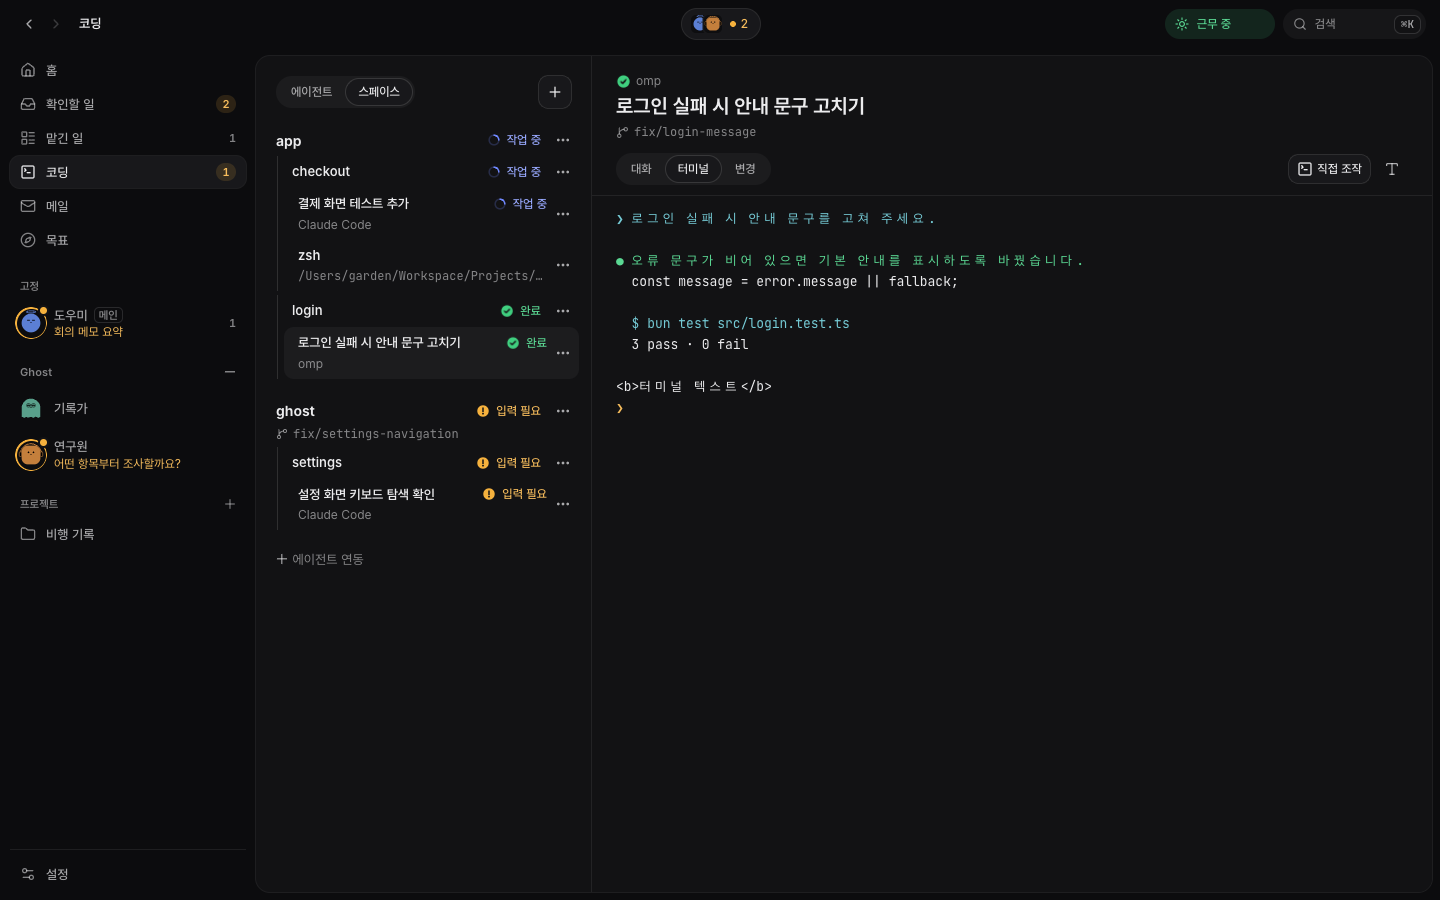 코딩
2
근무 중
검색
⌘K
홈
확인할 일
2
맡긴 일
1
코딩
1
메일
목표
고정
도우미
메인
회의 메모 요약
1
Ghost
기록가
연구원
어떤 항목부터 조사할까요?
프로젝트
비행 기록
설정
에이전트
스페이스
app
작업 중
checkout
작업 중
결제 화면 테스트 추가
작업 중
Claude Code
zsh
/Users/garden/Workspace/Projects/…
login
완료
로그인 실패 시 안내 문구 고치기
완료
omp
ghost
입력 필요
fix/settings-navigation
settings
입력 필요
설정 화면 키보드 탐색 확인
입력 필요
Claude Code
에이전트 연동
omp
로그인 실패 시 안내 문구 고치기
fix/login-message
대화
터미널
변경
직접 조작
❯ 로그인 실패 시 안내 문구를 고쳐 주세요.
● 오류 문구가 비어 있으면 기본 안내를 표시하도록 바꿨습니다.
const message = error.message || fallback;
$ bun test src/login.test.ts
3 pass · 0 fail
<b>터미널 텍스트</b>
❯